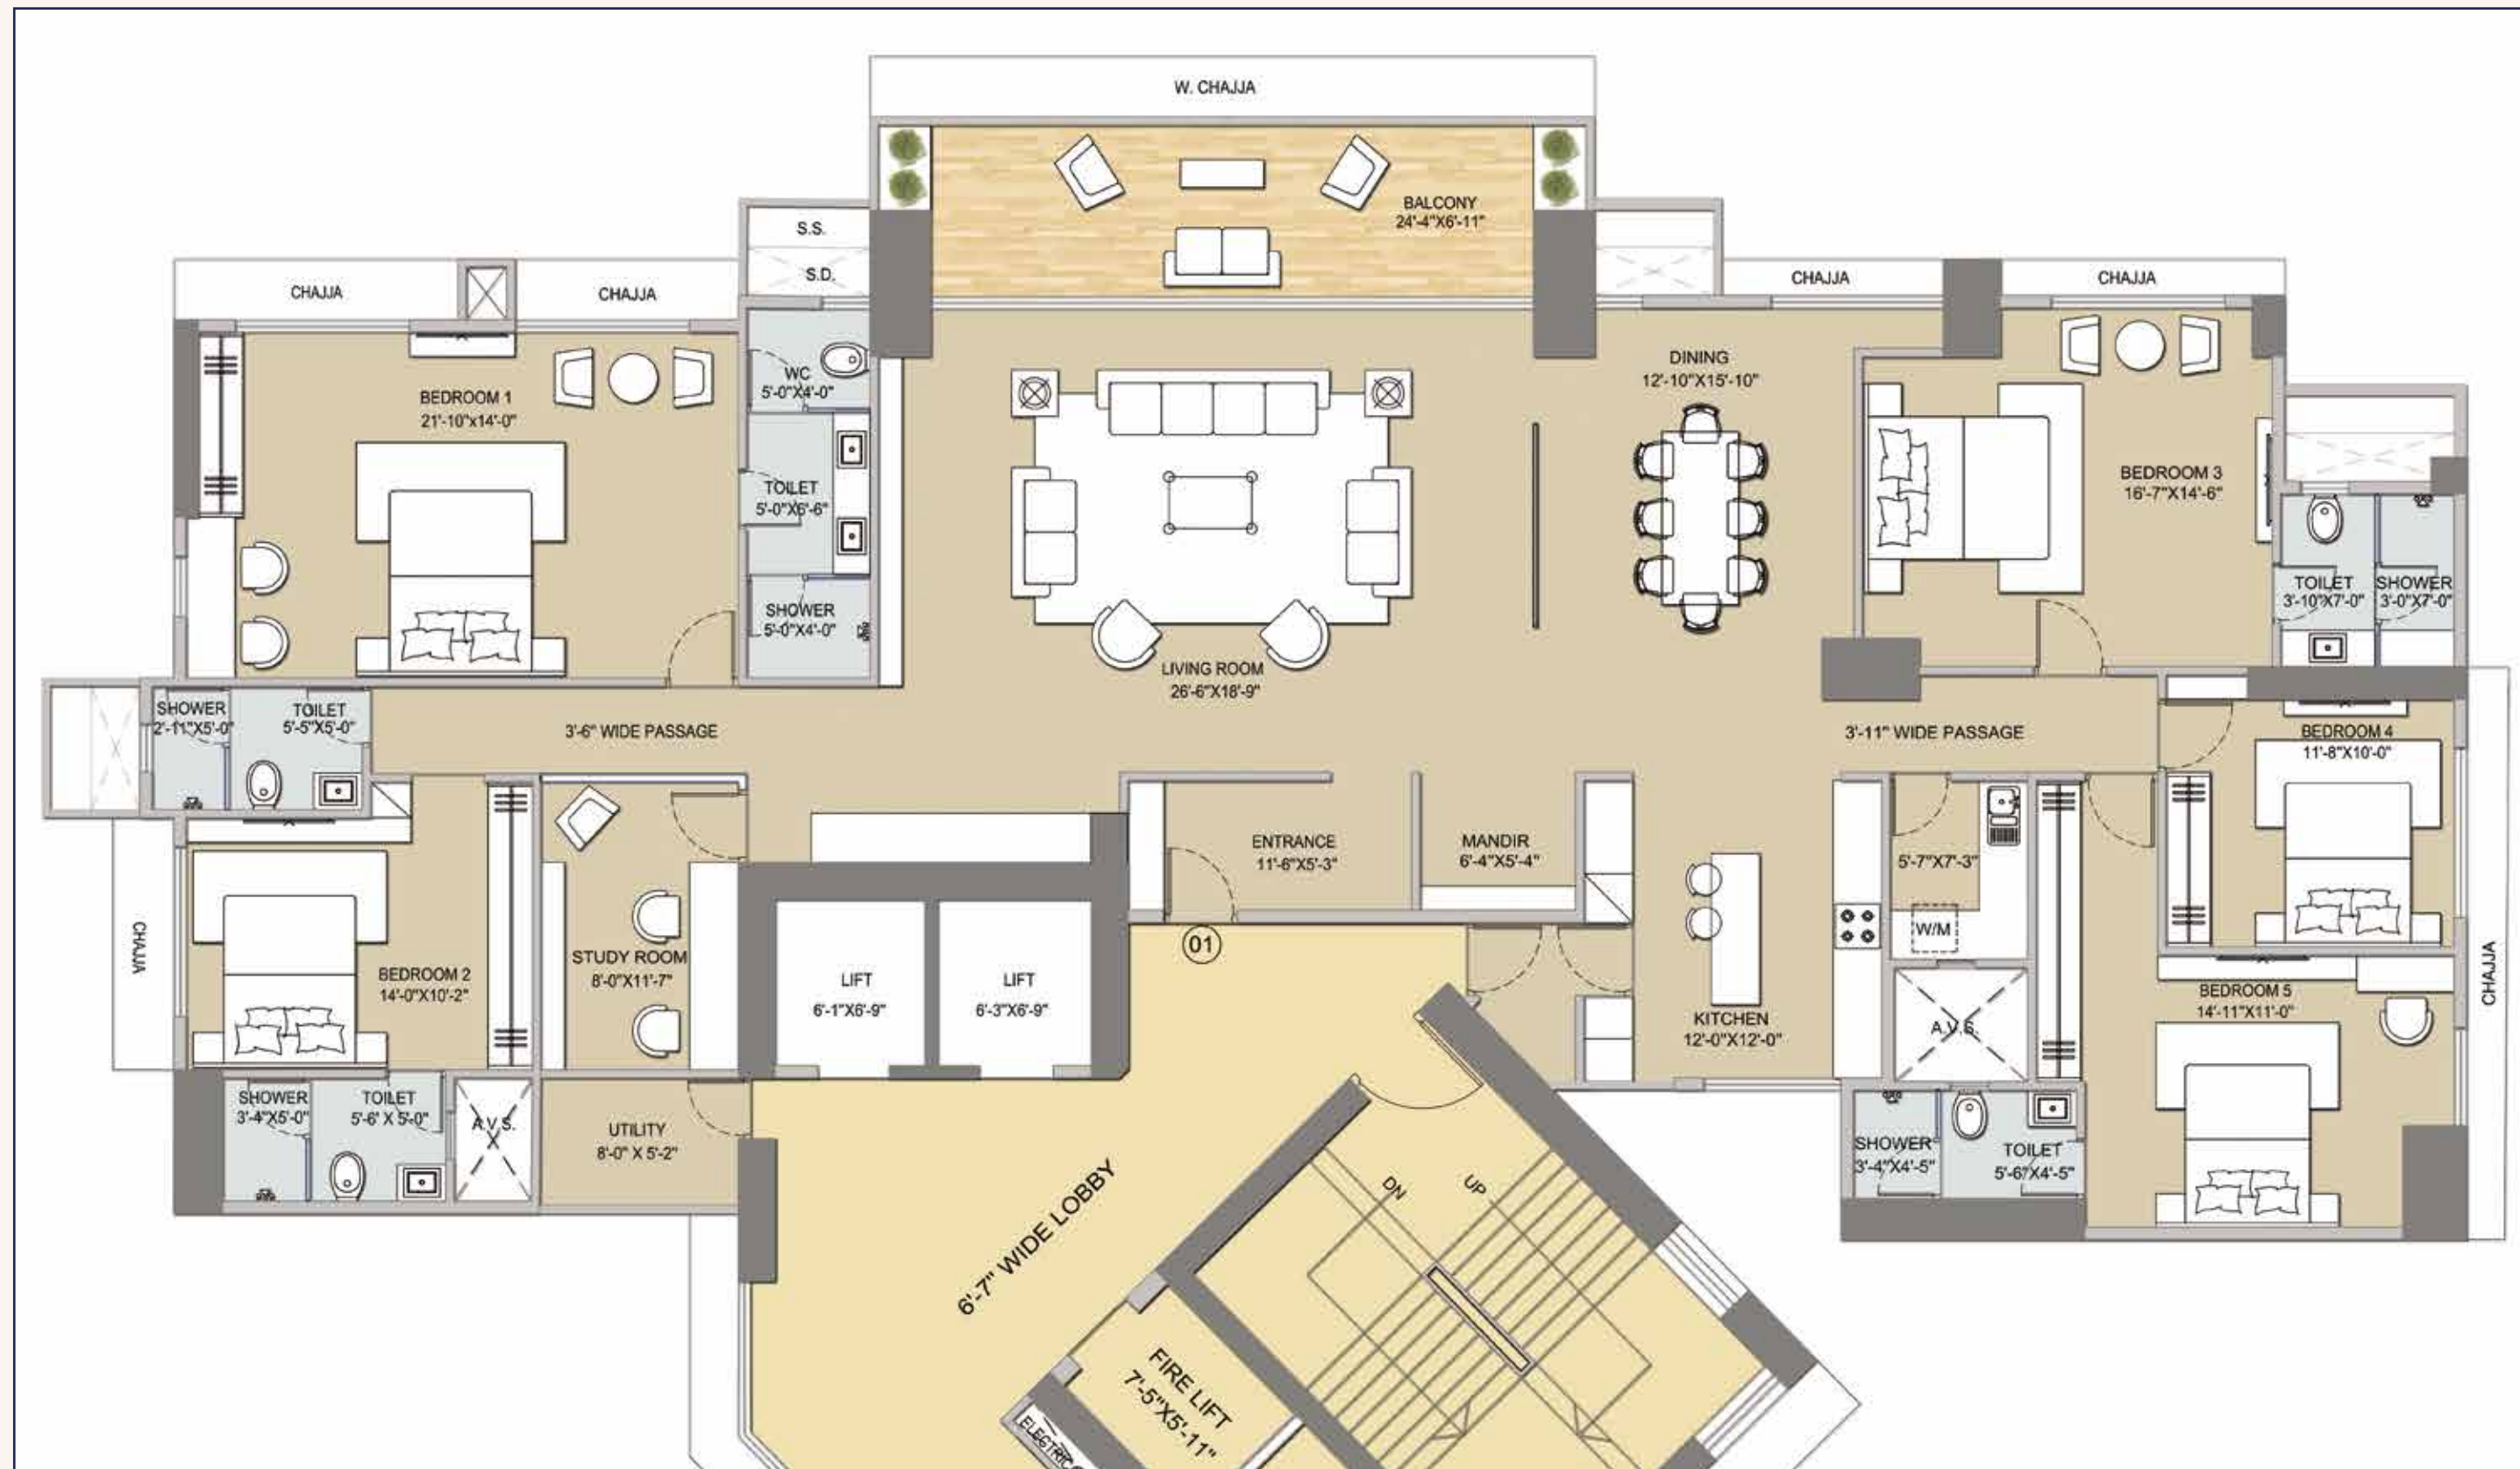 W. CHAJJA
BALCONY
24'-4"X6'-11"
S.S.
S.D.
CHAJJA
CHAJJA
CHAJJA
CHAJJA
BEDROOM 1
21'-10"x14'-0"
WC
5'-0"X4'-0"
TOILET
5'-0"X6'-6"
SHOWER
5'-0"X4'-0"
LIVING ROOM
26'-6"X18'-9"
DINING
12'-10"X15'-10"
BEDROOM 3
16'-7"X14'-6"
TOILET
3'-10"X7'-0"
SHOWER
3'-0"X7'-0"
SHOWER
2'-11"X5'-0"
TOILET
5'-5"X5'-0"
3'-6" WIDE PASSAGE
3'-11" WIDE PASSAGE
BEDROOM 4
11'-8"X10'-0"
ENTRANCE
11'-6"X5'-3"
MANDIR
6'-4"X5'-4"
5'-7"X7'-3"
W/M
CHAJJA
BEDROOM 2
14'-0"X10'-2"
STUDY ROOM
8'-0"X11'-7"
LIFT
6'-1"X6'-9"
LIFT
6'-3"X6'-9"
01
KITCHEN
12'-0"X12'-0"
A.V.S.
BEDROOM 5
14'-11"X11'-0"
CHAJJA
SHOWER
3'-4"X5'-0"
TOILET
5'-6" X 5'-0"
A.V.S.
UTILITY
8'-0" X 5'-2"
SHOWER
3'-4"X4'-5"
TOILET
5'-6"X4'-5"
6'-7" WIDE LOBBY
DN
UP
FIRE LIFT
7'-5"X5'-11"
ELECTRIC